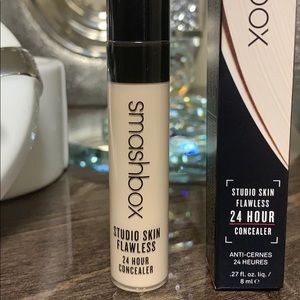 smashbox
STUDIO SKIN
FLAWLESS
24 HOUR
CONCEALER
box
STUDIO SKIN
FLAWLESS
24 HOUR
CONCEALER
ANTI-CERNES
24 HEURES
.27 fl. oz. liq. /
8 ml ℮